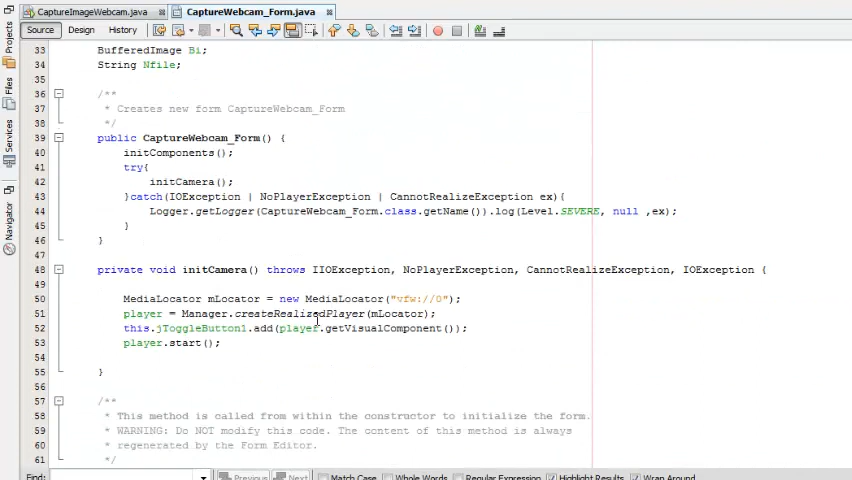 CaptureImageWebcam.java
CaptureWebcam_Form.java
Source Design History
Projects
Files
Services
Navigator
33 BufferedImage Bi;
34 String Nfile;
35
36 /**
37 * Creates new form CaptureWebcam_Form
38 */
39 public CaptureWebcam_Form() {
40 initComponents();
41 try{
42 initCamera();
43 }catch(IOException | NoPlayerException | CannotRealizeException ex){
44 Logger.getLogger(CaptureWebcam_Form.class.getName()).log(Level.SEVERE, null ,ex);
45 }
46 }
47
48 private void initCamera() throws IIOException, NoPlayerException, CannotRealizeException, IOException {
49
50 MediaLocator mLocator = new MediaLocator("vfw://0");
51 player = Manager.createRealizedPlayer(mLocator);
52 this.jToggleButton1.add(player.getVisualComponent());
53 player.start();
54
55 }
56
57 /**
58 * This method is called from within the constructor to initialize the form.
59 * WARNING: Do NOT modify this code. The content of this method is always
60 * regenerated by the Form Editor.
61 */
Find: Previous Next Match Case Whole Words Regular Expression Highlight Results Wrap Around